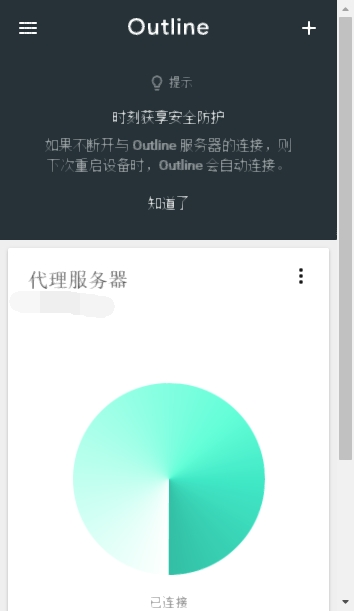 Outline
提示
时刻获享安全防护
如果不断开与 Outline 服务器的连接，则
下次重启设备时，Outline 会自动连接。
知道了
代理服务器
已连接